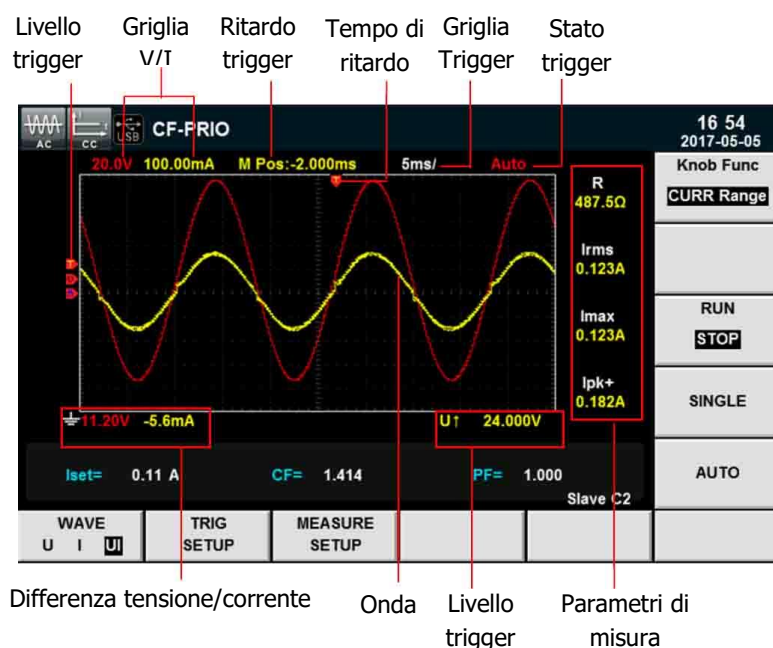 Livello trigger
Griglia V/I
Ritardo trigger
Tempo di ritardo
Griglia Trigger
Stato trigger
AC
CC
USB
CF-PRIO
16 54
2017-05-05
20.0V 100.00mA M Pos:-2.000ms 5ms/ Auto
Knob Func
CURR Range
R
487.5Ω
Irms
0.123A
Imax
0.123A
Ipk+
0.182A
RUN
STOP
SINGLE
AUTO
11.20V -5.6mA
U↑ 24.000V
Iset= 0.11 A CF= 1.414 PF= 1.000
Slave C2
WAVE
U I UI
TRIG
SETUP
MEASURE
SETUP
Differenza tensione/corrente
Onda
Livello trigger
Parametri di misura